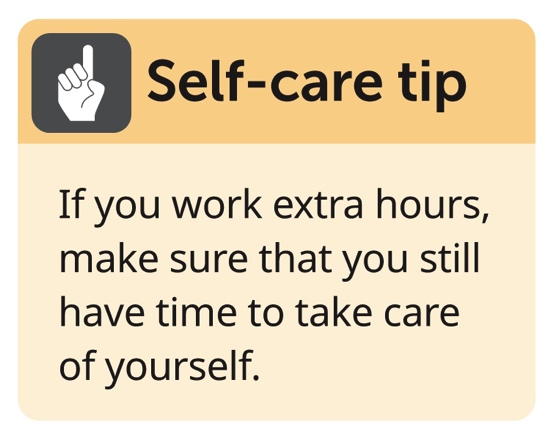 Self-care tip
If you work extra hours,
make sure that you still
have time to take care
of yourself.